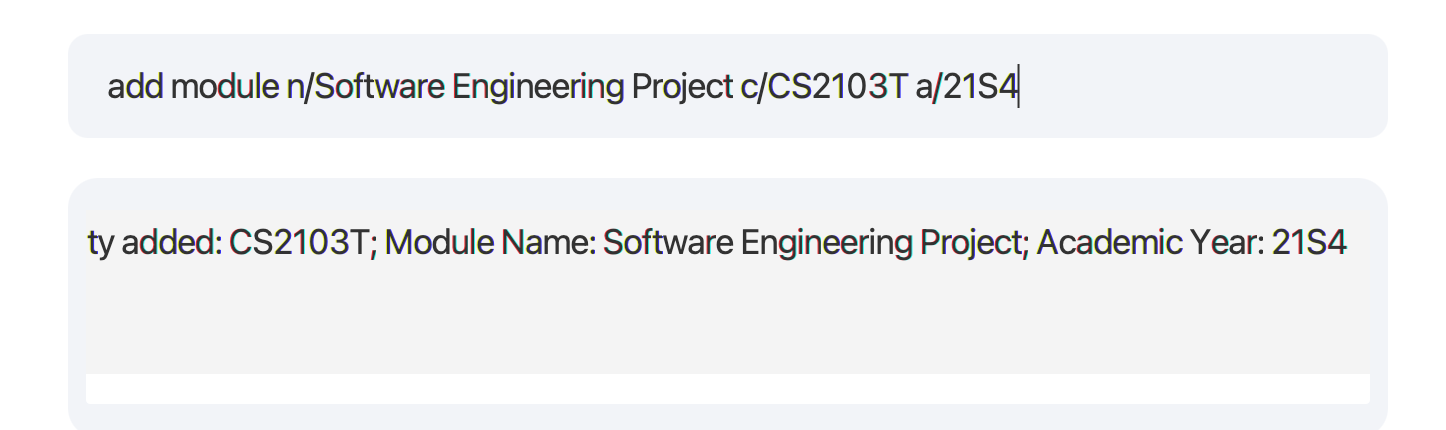 add module n/Software Engineering Project c/CS2103T a/21S4
ty added: CS2103T; Module Name: Software Engineering Project; Academic Year: 21S4